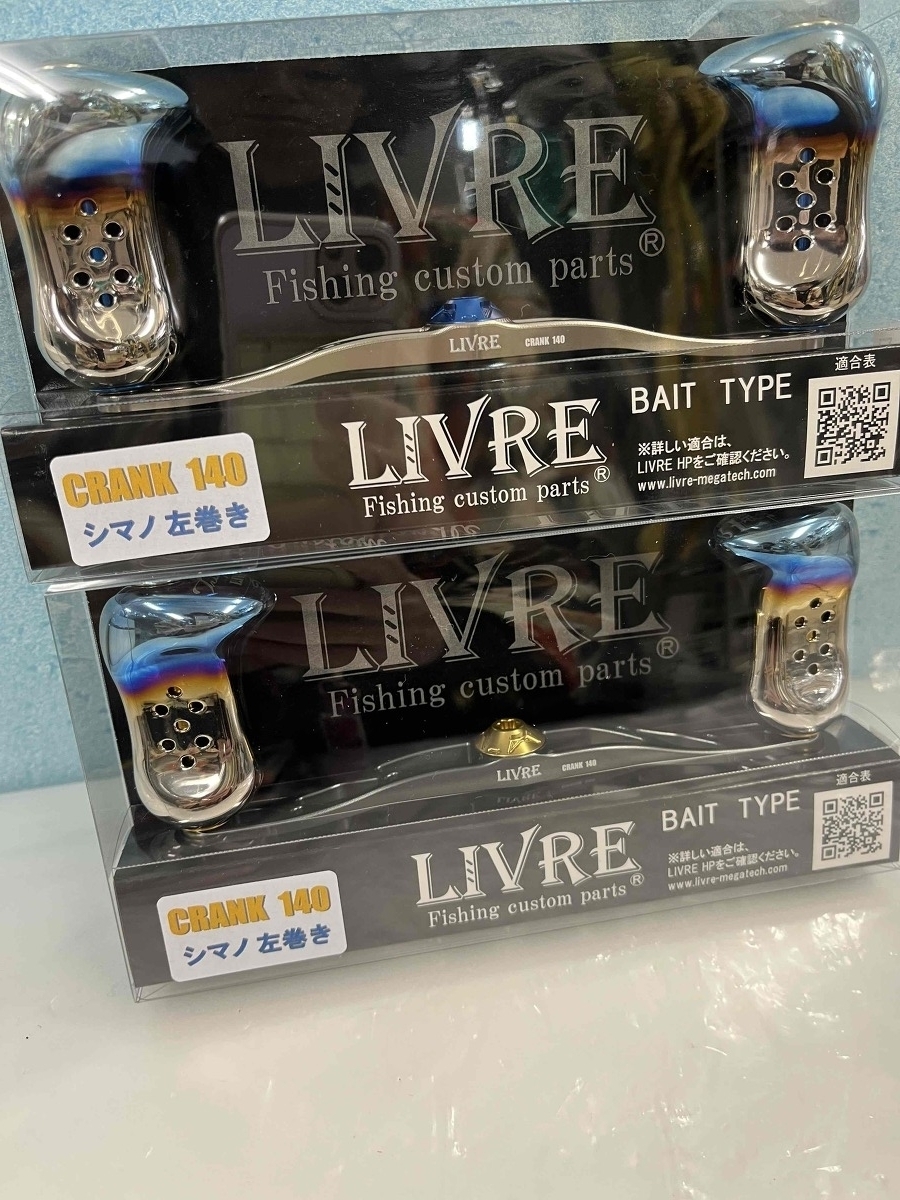 LIVRE®
Fishing custom parts
LIVRE CRANK 140
CRANK 140
シマノ 左巻き
LIVRE®
Fishing custom parts
BAIT TYPE
※詳しい適合は、
LIVRE HPをご確認ください。
www.livre-megatech.com
適合表
LIVRE®
Fishing custom parts
LIVRE CRANK 140
CRANK 140
シマノ 左巻き
LIVRE®
Fishing custom parts
BAIT TYPE
※詳しい適合は、
LIVRE HPをご確認ください。
www.livre-megatech.com
適合表